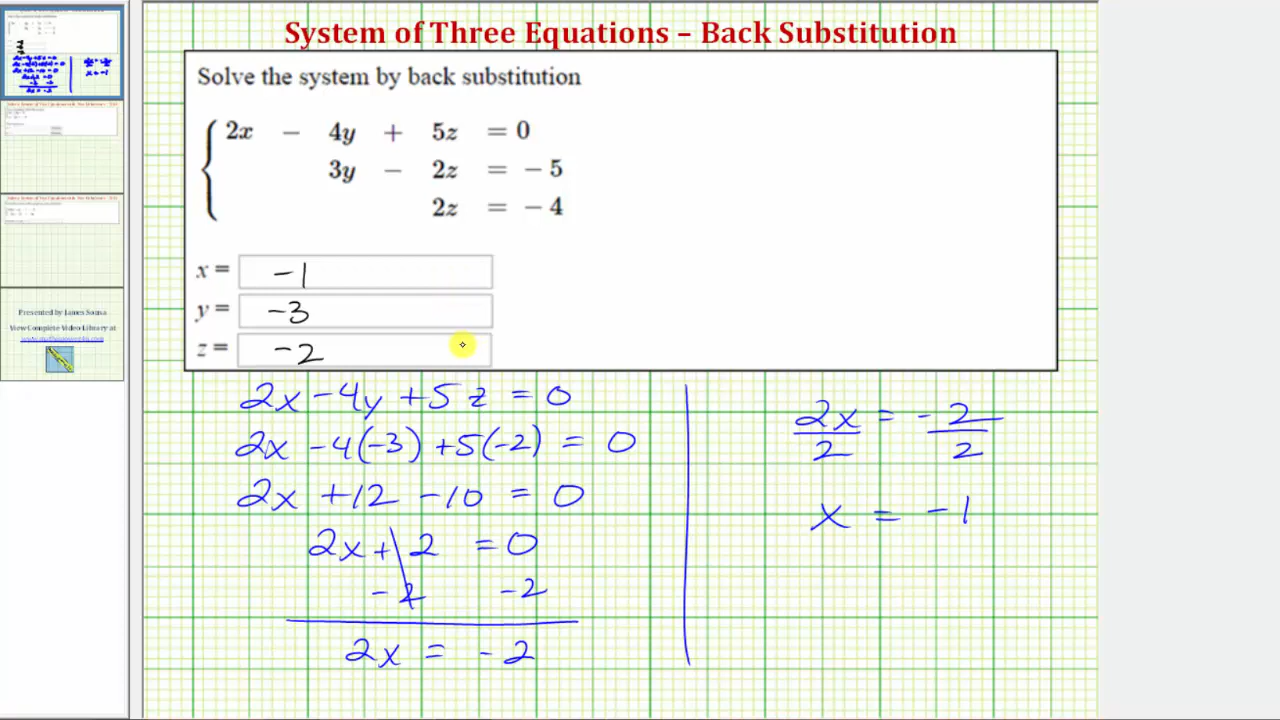 System of Three Equations – Back Substitution
Solve the system by back substitution
2x − 4y + 5z = 0
3y − 2z = − 5
2z = − 4
x = −1
y = −3
z = −2
2x −4y +5z = 0
2x −4(−3) +5(−2) = 0
2x +12 −10 = 0
2x + 2 = 0
−2 −2
2x = −2
2x = −2
2 2
x = −1
Presented by James Sousa
View Complete Video Library at